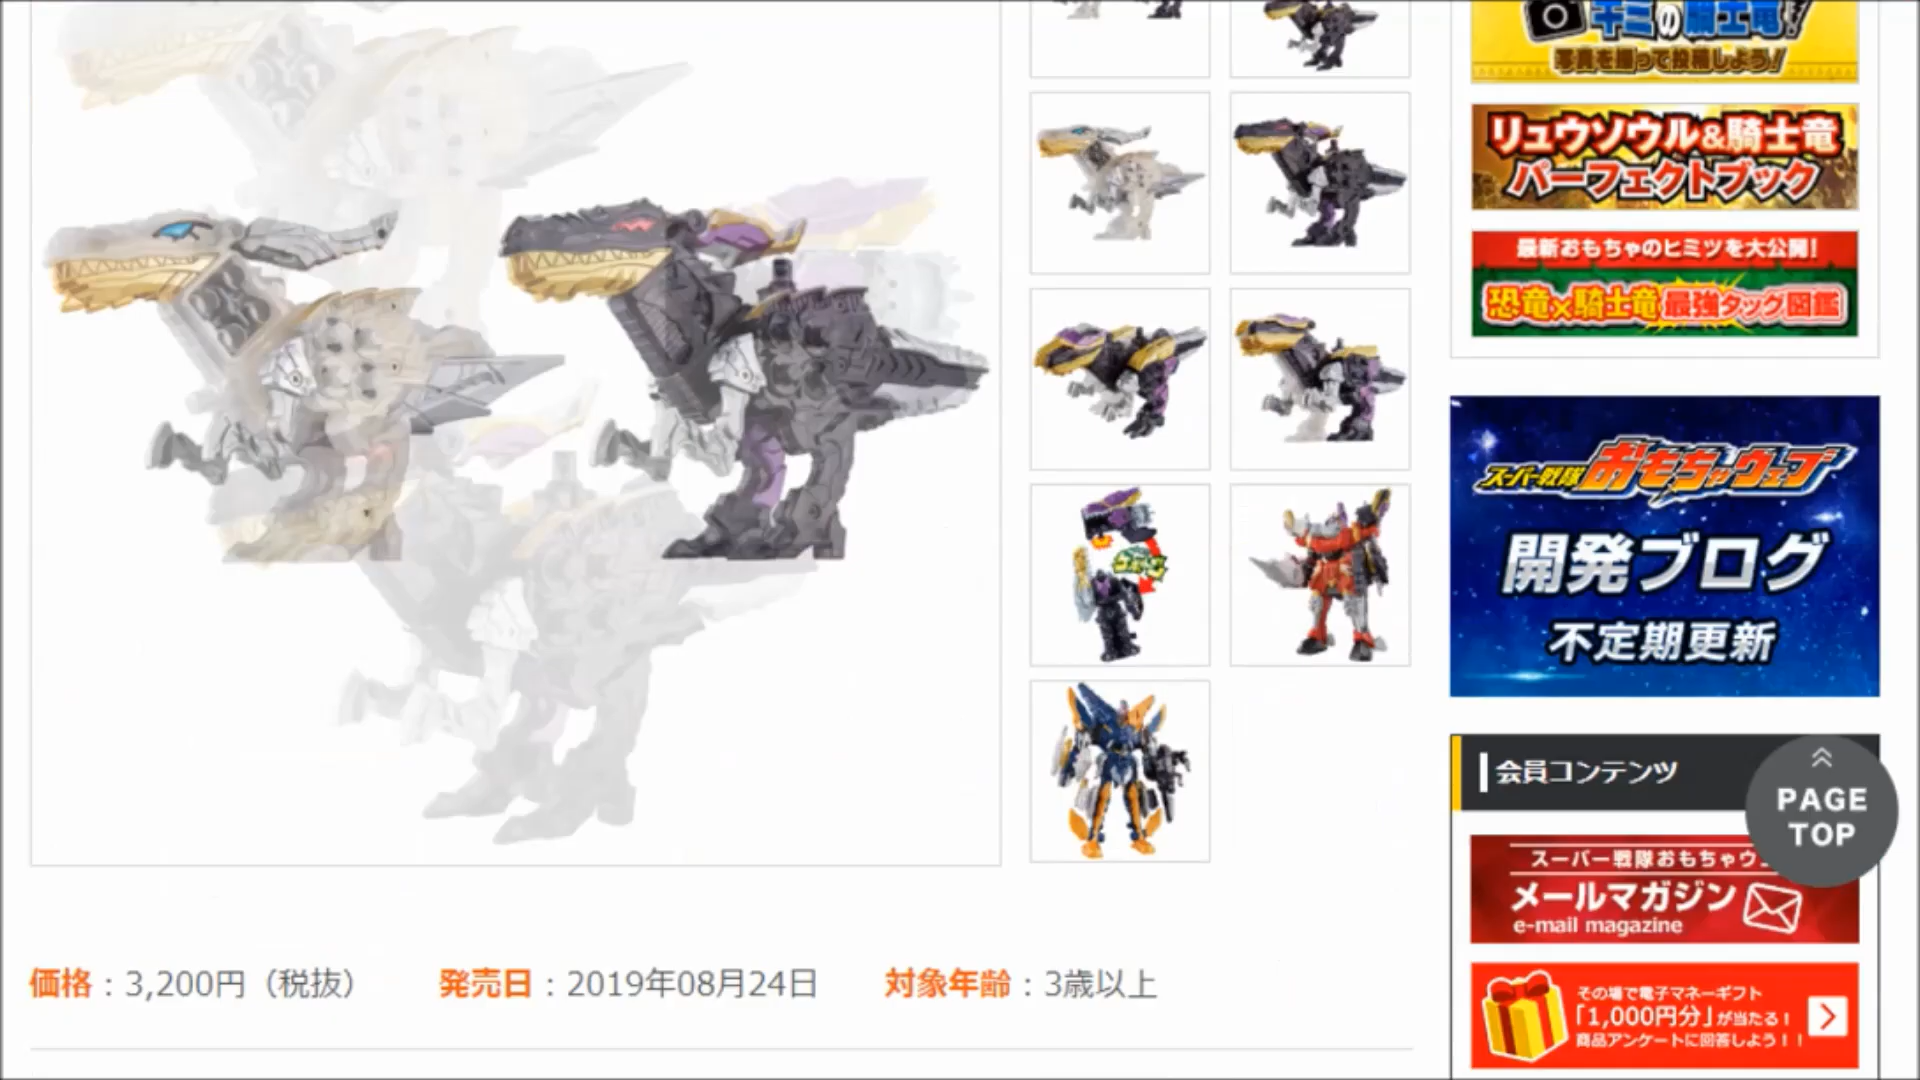 キミの騎士竜!
写真を撮って投稿しよう!
リュウソウル&騎士竜
パーフェクトブック
最新おもちゃのヒミツを大公開!
恐竜×騎士竜 最強タッグ図鑑
スーパー戦隊おもちゃウェブ
開発ブログ
不定期更新
会員コンテンツ
PAGE
TOP
スーパー戦隊おもちゃウ
メールマガジン
e-mail magazine
価格:3,200円(税抜) 発売日:2019年08月24日 対象年齢:3歳以上
その場で電子マネーギフト
「1,000円分」が当たる!
商品アンケートに回答しよう!!